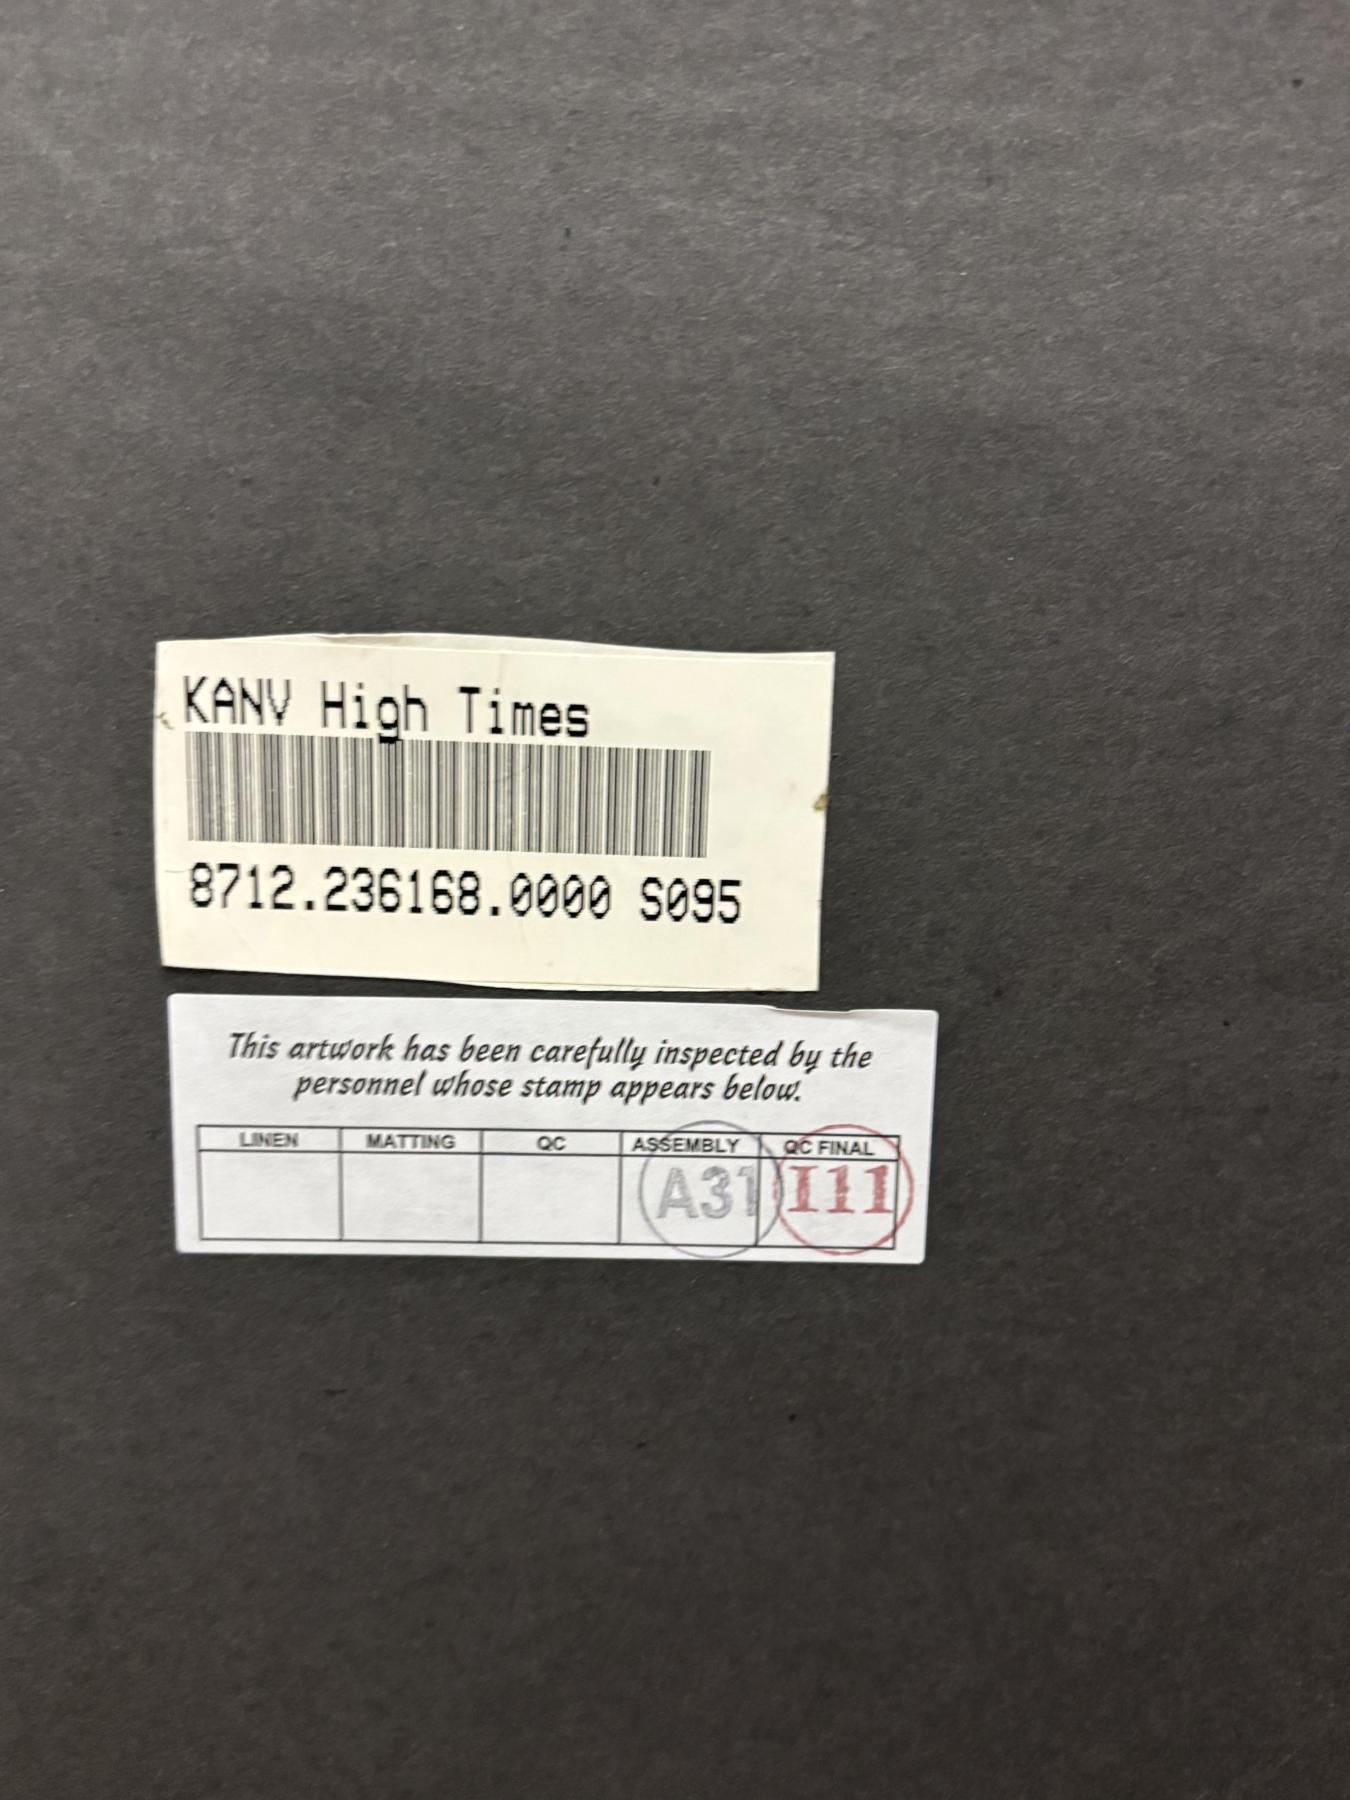 KANV High Times
8712.236168.0000 S095
This artwork has been carefully inspected by the
personnel whose stamp appears below.
LINEN MATTING QC ASSEMBLY QC FINAL
A31 I11